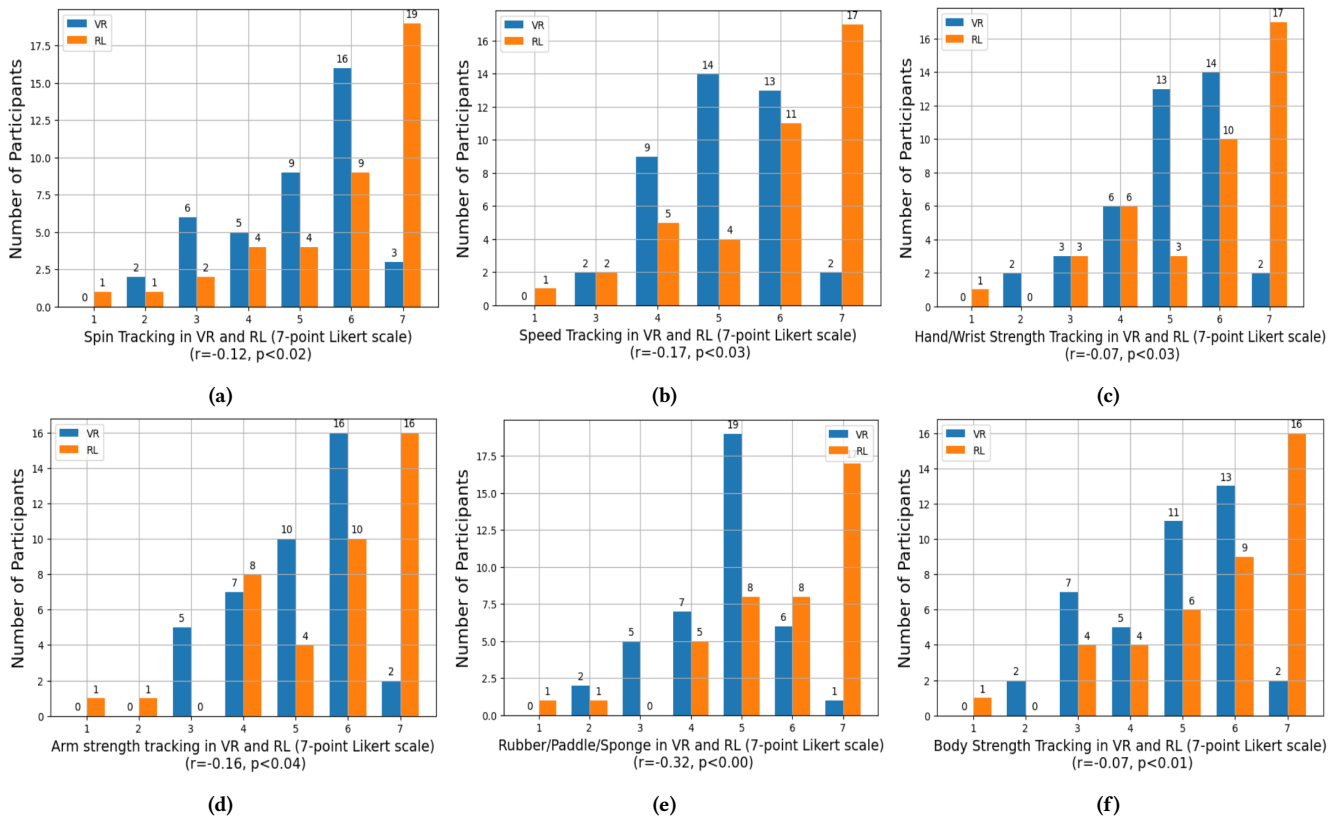 VR
RL
Number of Participants
17.5
15.0
12.5
10.0
7.5
5.0
2.5
0.0
0 1 2 1 6 2 5 4 9 4 16 9 3 19
1 2 3 4 5 6 7
Spin Tracking in VR and RL (7-point Likert scale)
(r=-0.12, p<0.02)
(a)
VR
RL
Number of Participants
16
14
12
10
8
6
4
2
0
0 1 2 2 9 5 14 4 13 11 2 17
1 3 4 5 6 7
Speed Tracking in VR and RL (7-point Likert scale)
(r=-0.17, p<0.03)
(b)
VR
RL
Number of Participants
16
14
12
10
8
6
4
2
0
0 1 2 0 3 3 6 6 13 3 14 10 2 17
1 2 3 4 5 6 7
Hand/Wrist Strength Tracking in VR and RL (7-point Likert scale)
(r=-0.07, p<0.03)
(c)
VR
RL
Number of Participants
16
14
12
10
8
6
4
2
0
0 1 0 1 5 0 7 8 10 4 16 10 2 16
1 2 3 4 5 6 7
Arm strength tracking in VR and RL (7-point Likert scale)
(r=-0.16, p<0.04)
(d)
VR
RL
Number of Participants
17.5
15.0
12.5
10.0
7.5
5.0
2.5
0.0
0 1 2 1 5 0 7 5 19 8 6 8 1 17
1 2 3 4 5 6 7
Rubber/Paddle/Sponge in VR and RL (7-point Likert scale)
(r=-0.32, p<0.00)
(e)
VR
RL
Number of Participants
16
14
12
10
8
6
4
2
0
0 1 2 0 7 4 5 4 11 6 13 9 2 16
1 2 3 4 5 6 7
Body Strength Tracking in VR and RL (7-point Likert scale)
(r=-0.07, p<0.01)
(f)